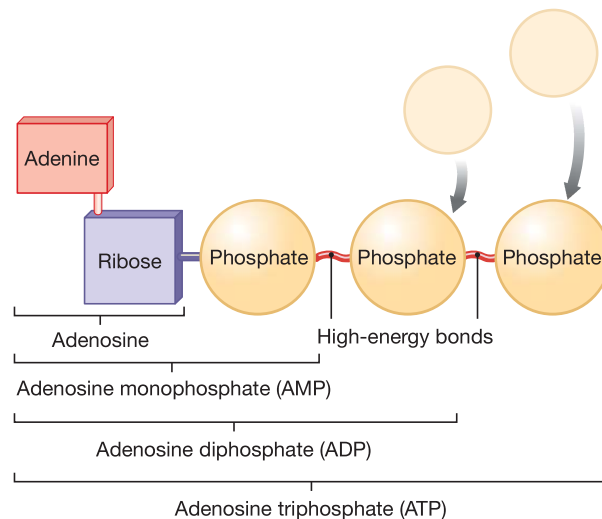 Adenine
Ribose
Phosphate
Phosphate
Phosphate
Adenosine
High-energy bonds
Adenosine monophosphate (AMP)
Adenosine diphosphate (ADP)
Adenosine triphosphate (ATP)